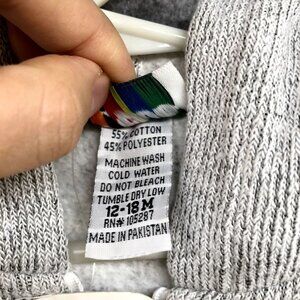 55% COTTON
45% POLYESTER
MACHINE WASH
COLD WATER
DO NOT BLEACH
TUMBLE DRY LOW
12-18M
RN# 105287
MADE IN PAKISTAN